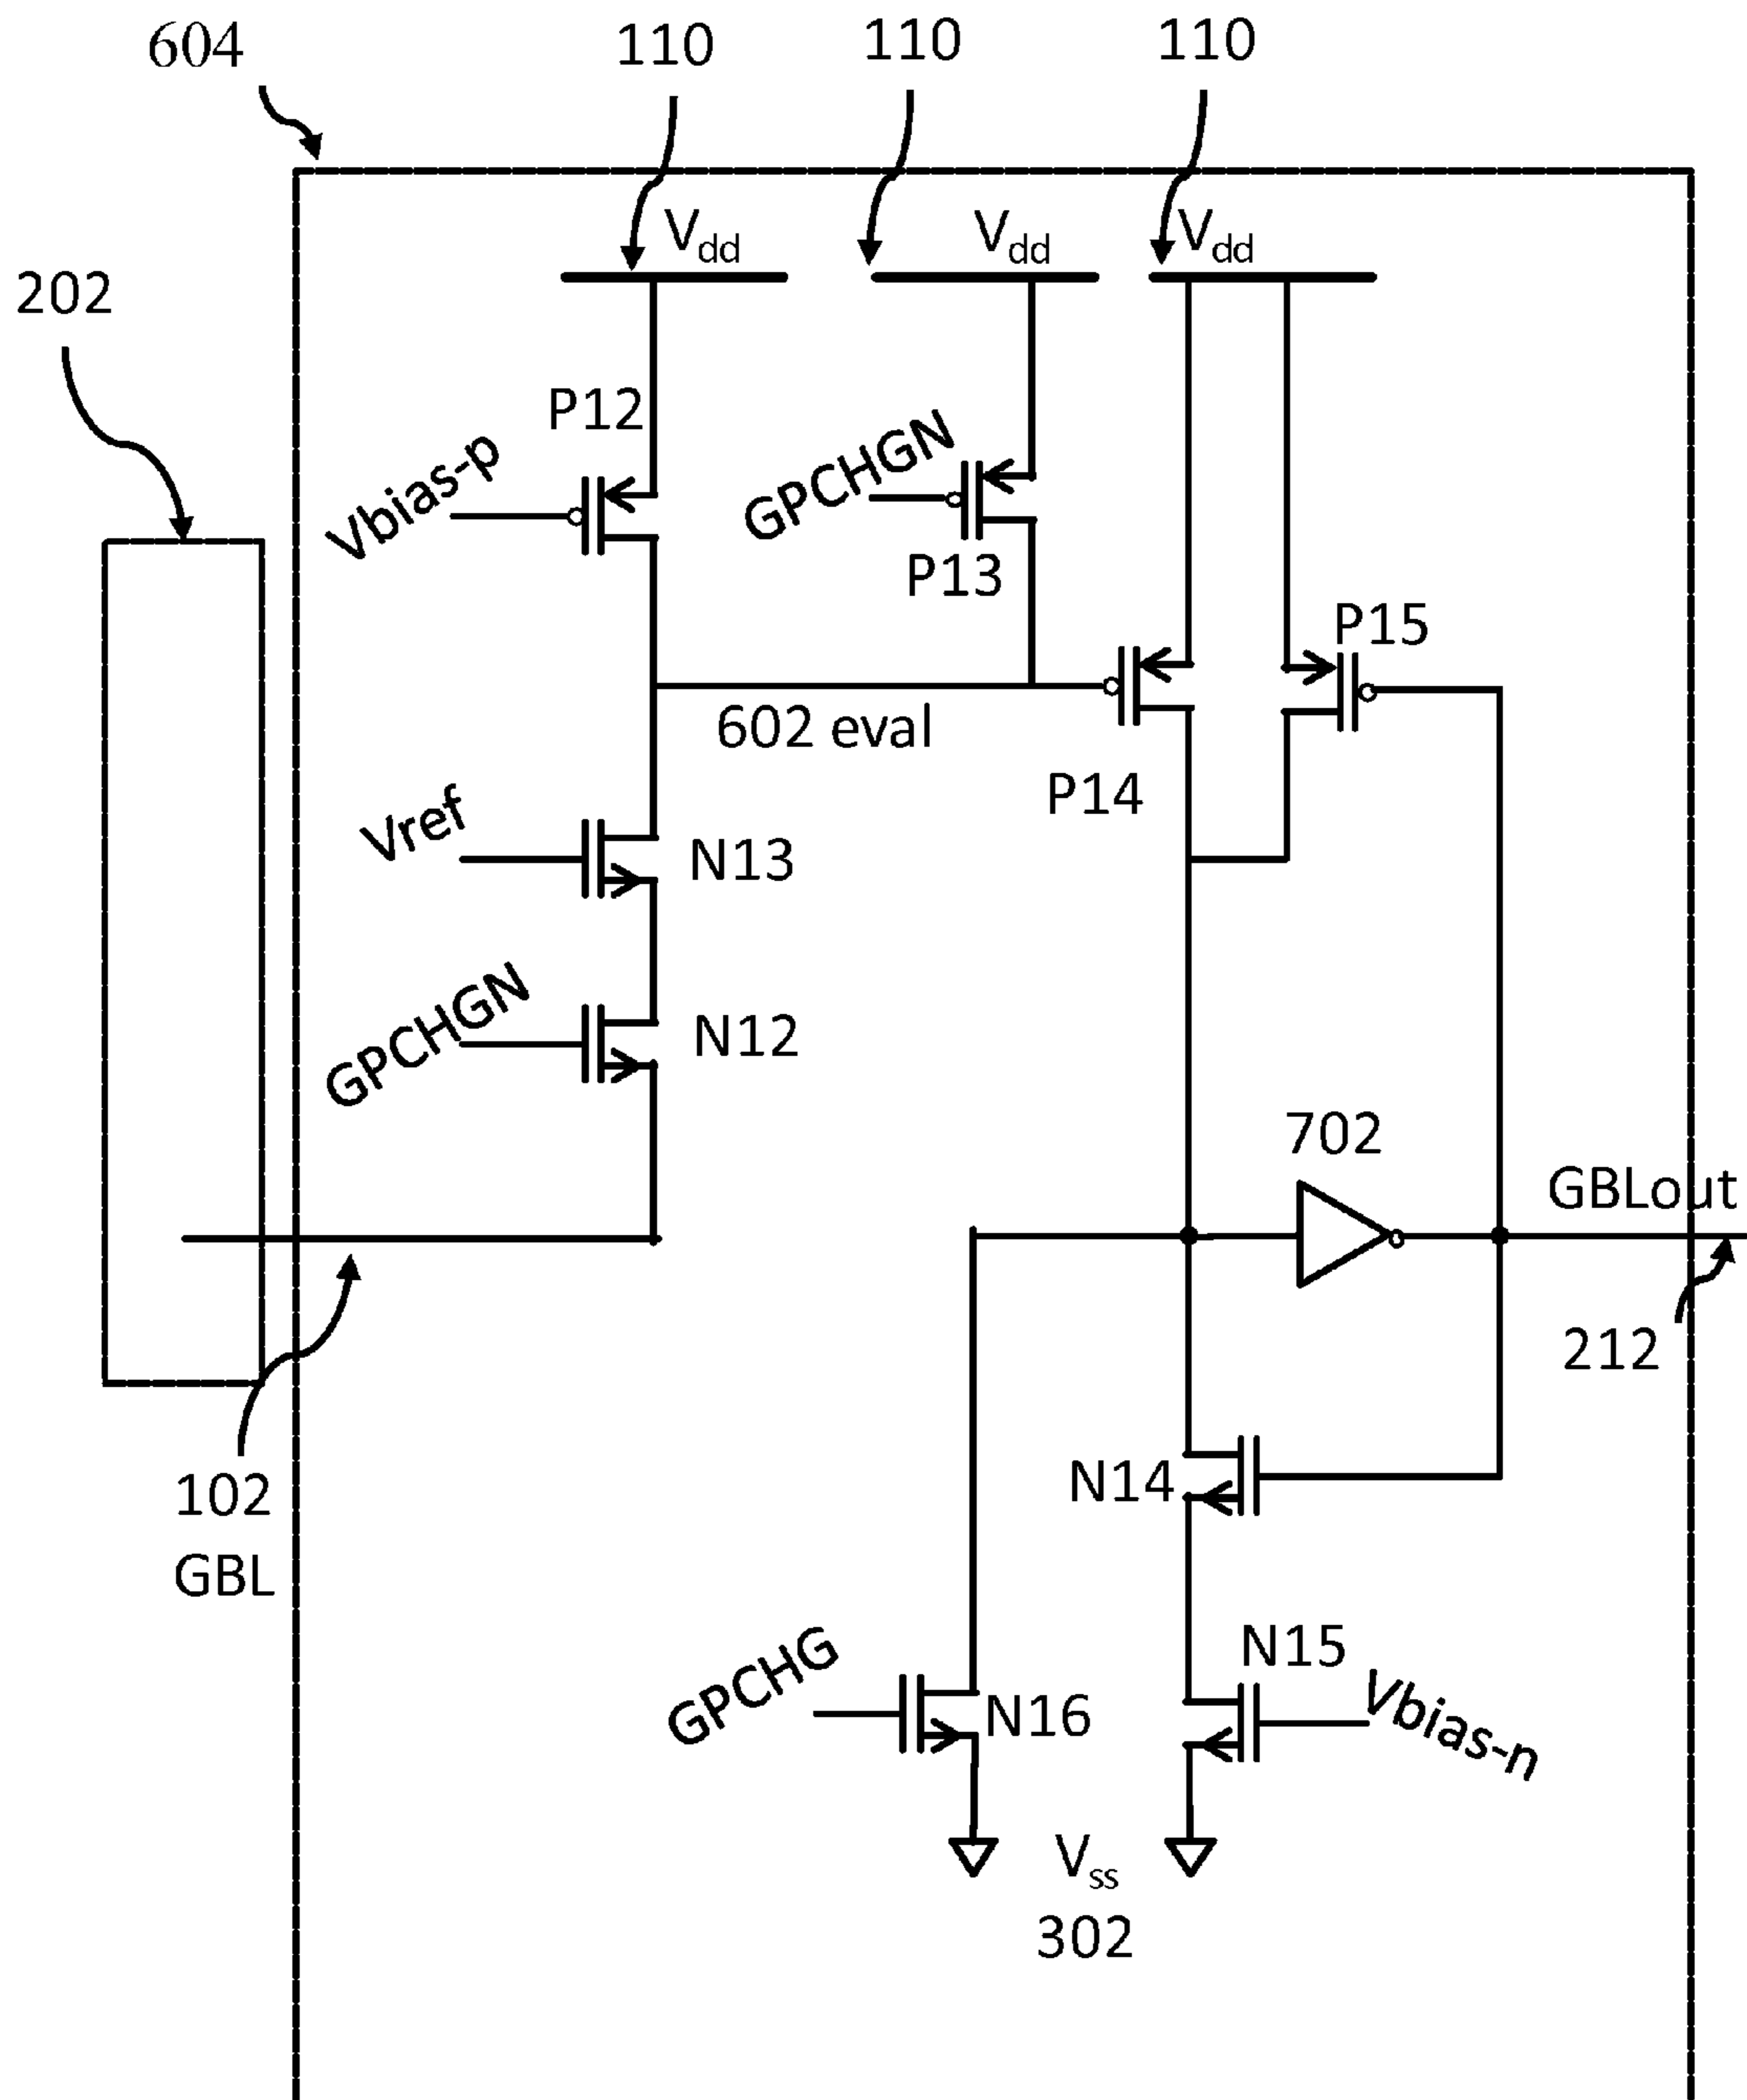 604
110
110
110
Vdd
Vdd
Vdd
202
P12
Vbias-p
GPCHGN
P13
P15
602 eval
P14
Vref
N13
GPCHGN
N12
702
GBLout
212
102
GBL
N14
GPCHG
N16
N15
Vbias-n
Vss
302